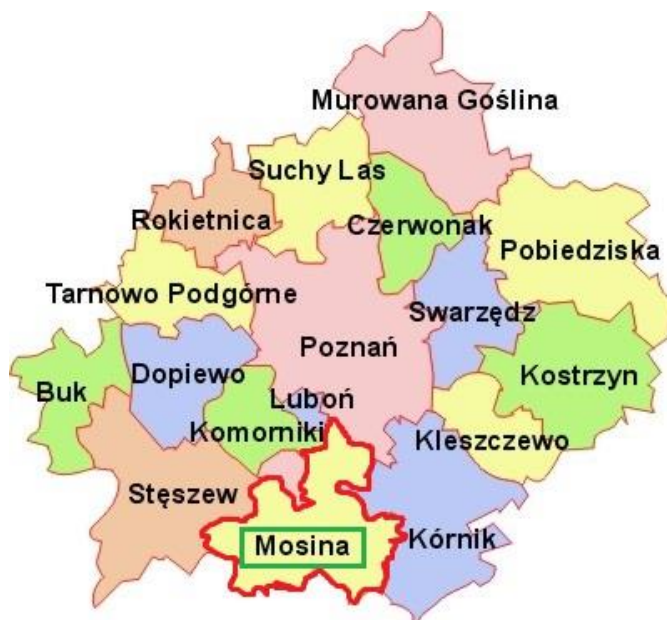 Murowana Goślina
Suchy Las
Rokietnica
Czerwonak
Pobiedziska
Tarnowo Podgórne
Swarzędz
Poznań
Buk
Dopiewo
Kostrzyn
Luboń
Komorniki
Kleszczewo
Stęszew
Mosina
Kórnik